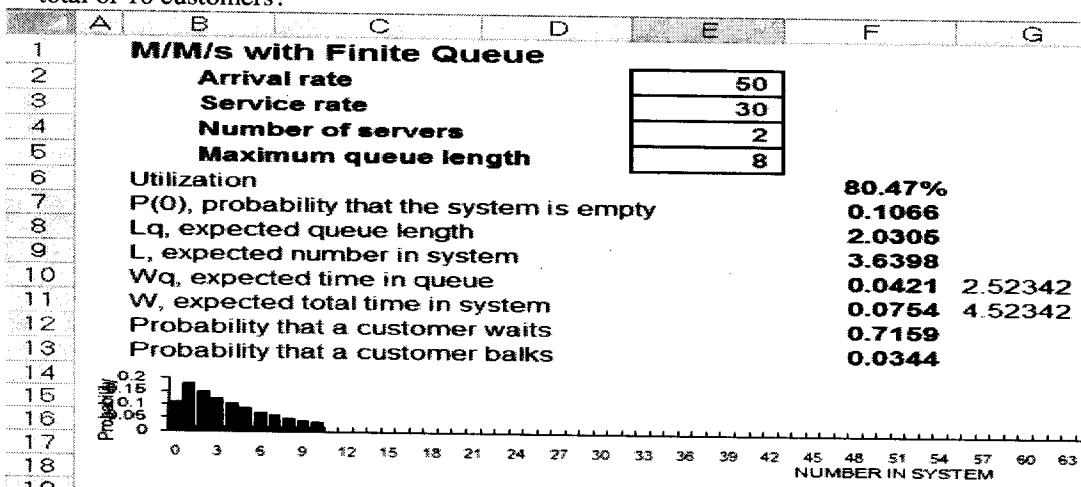 total of 10 customers?
A B C D E F G
1 M/M/s with Finite Queue
2 Arrival rate 50
3 Service rate 30
4 Number of servers 2
5 Maximum queue length 8
6 Utilization 80.47%
7 P(0), probability that the system is empty 0.1066
8 Lq, expected queue length 2.0305
9 L, expected number in system 3.6398
10 Wq, expected time in queue 0.0421 2.52342
11 W, expected total time in system 0.0754 4.52342
12 Probability that a customer waits 0.7159
13 Probability that a customer balks 0.0344
14 0.2
15 0.15
16 0.1
0.05
17 0
Probability
18 0 3 6 9 12 15 18 21 24 27 30 33 36 39 42 45 48 51 54 57 60 63
NUMBER IN SYSTEM
19